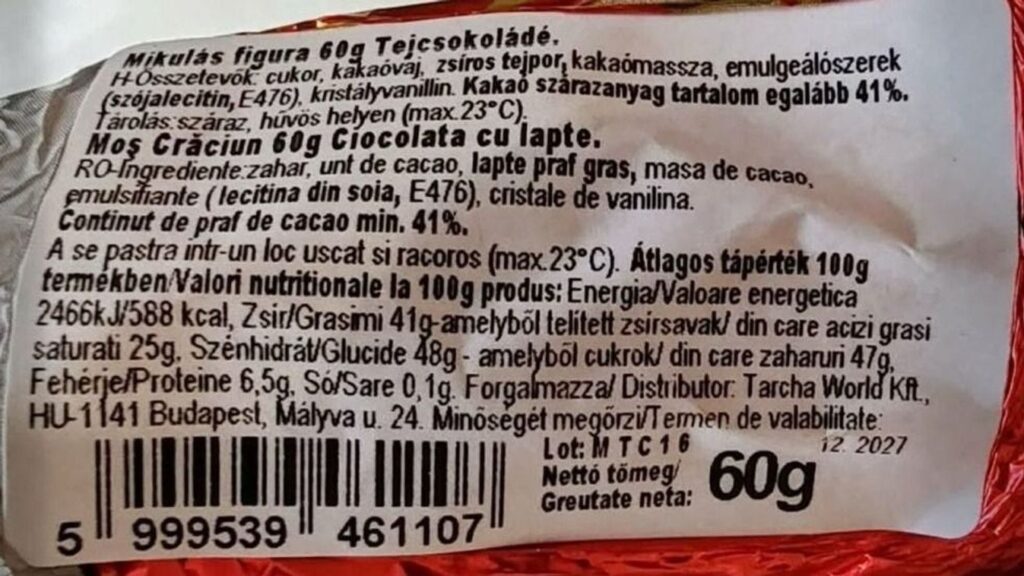 Mikulás figura 60g Tejcsokoládé.
H-Összetevők: cukor, kakaóvaj, zsíros tejpor, kakaómassza, emulgeálószerek
(szójalecitin, E476), kristályvanillin. Kakaó szárazanyag tartalom egalább 41%.
Tárolás:száraz, hűvös helyen (max.23°C).
Moş Crăciun 60g Ciocolata cu lapte.
RO-Ingrediente:zahar, unt de cacao, lapte praf gras, masa de cacao,
emulsifiante ( lecitina din soia, E476), cristale de vanilina.
Continut de praf de cacao min. 41%.
A se pastra intr-un loc uscat si racoros (max.23°C). Átlagos tápérték 100g
termékben/Valori nutritionale la 100g produs: Energia/Valoare energetica
2466kJ/588 kcal, Zsir/Grasimi 41g-amelyből telített zsírsavak/ din care acizi grasi
saturati 25g, Szénhidrát/Glucide 48g - amelyből cukrok/ din care zaharuri 47g,
Fehérje/Proteine 6,5g, Só/Sare 0,1g. Forgalmazza/ Distributor: Tarcha World Kft.,
HU-1141 Budapest, Mályva u. 24. Minőségét megőrzi/Termen de valabilitate:
12. 2027
Lot: M T C 1 6
Nettó tömeg/
Greutate neta: 60g
5 999539 461107